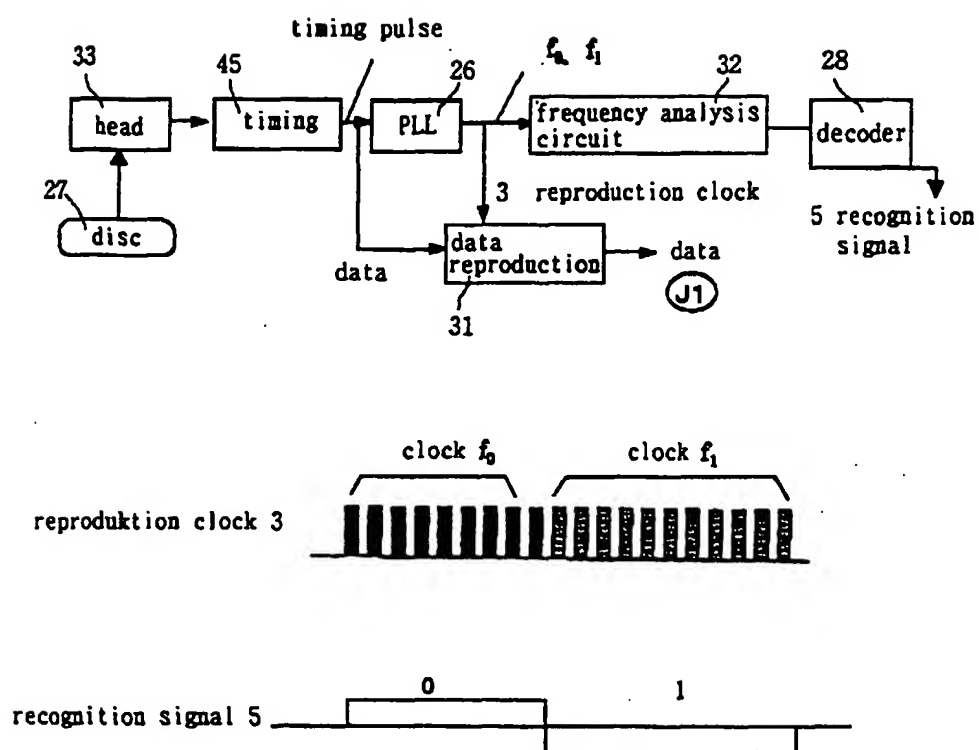 timing pulse
33
45
26
f₀, f₁
32
28
head
timing
PLL
frequency analysis
circuit
decoder
27
disc
3 reproduction clock
5 recognition
signal
data
data
reproduction
data
31
J1
clock f₀
clock f₁
reproduktion clock 3
0
1
recognition signal 5